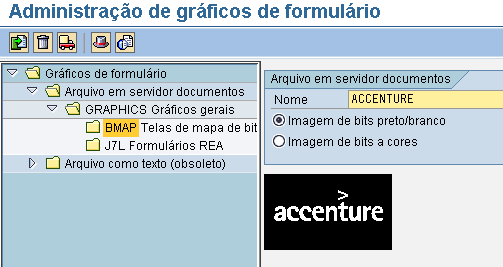 Administração de gráficos de formulário
Gráficos de formulário
Arquivo em servidor documentos
GRAPHICS Gráficos gerais
BMAP Telas de mapa de bit
J7L Formulários REA
Arquivo como texto (obsoleto)
Arquivo em servidor documentos
Nome ACCENTURE
Imagem de bits preto/branco
Imagem de bits a cores
>
accenture